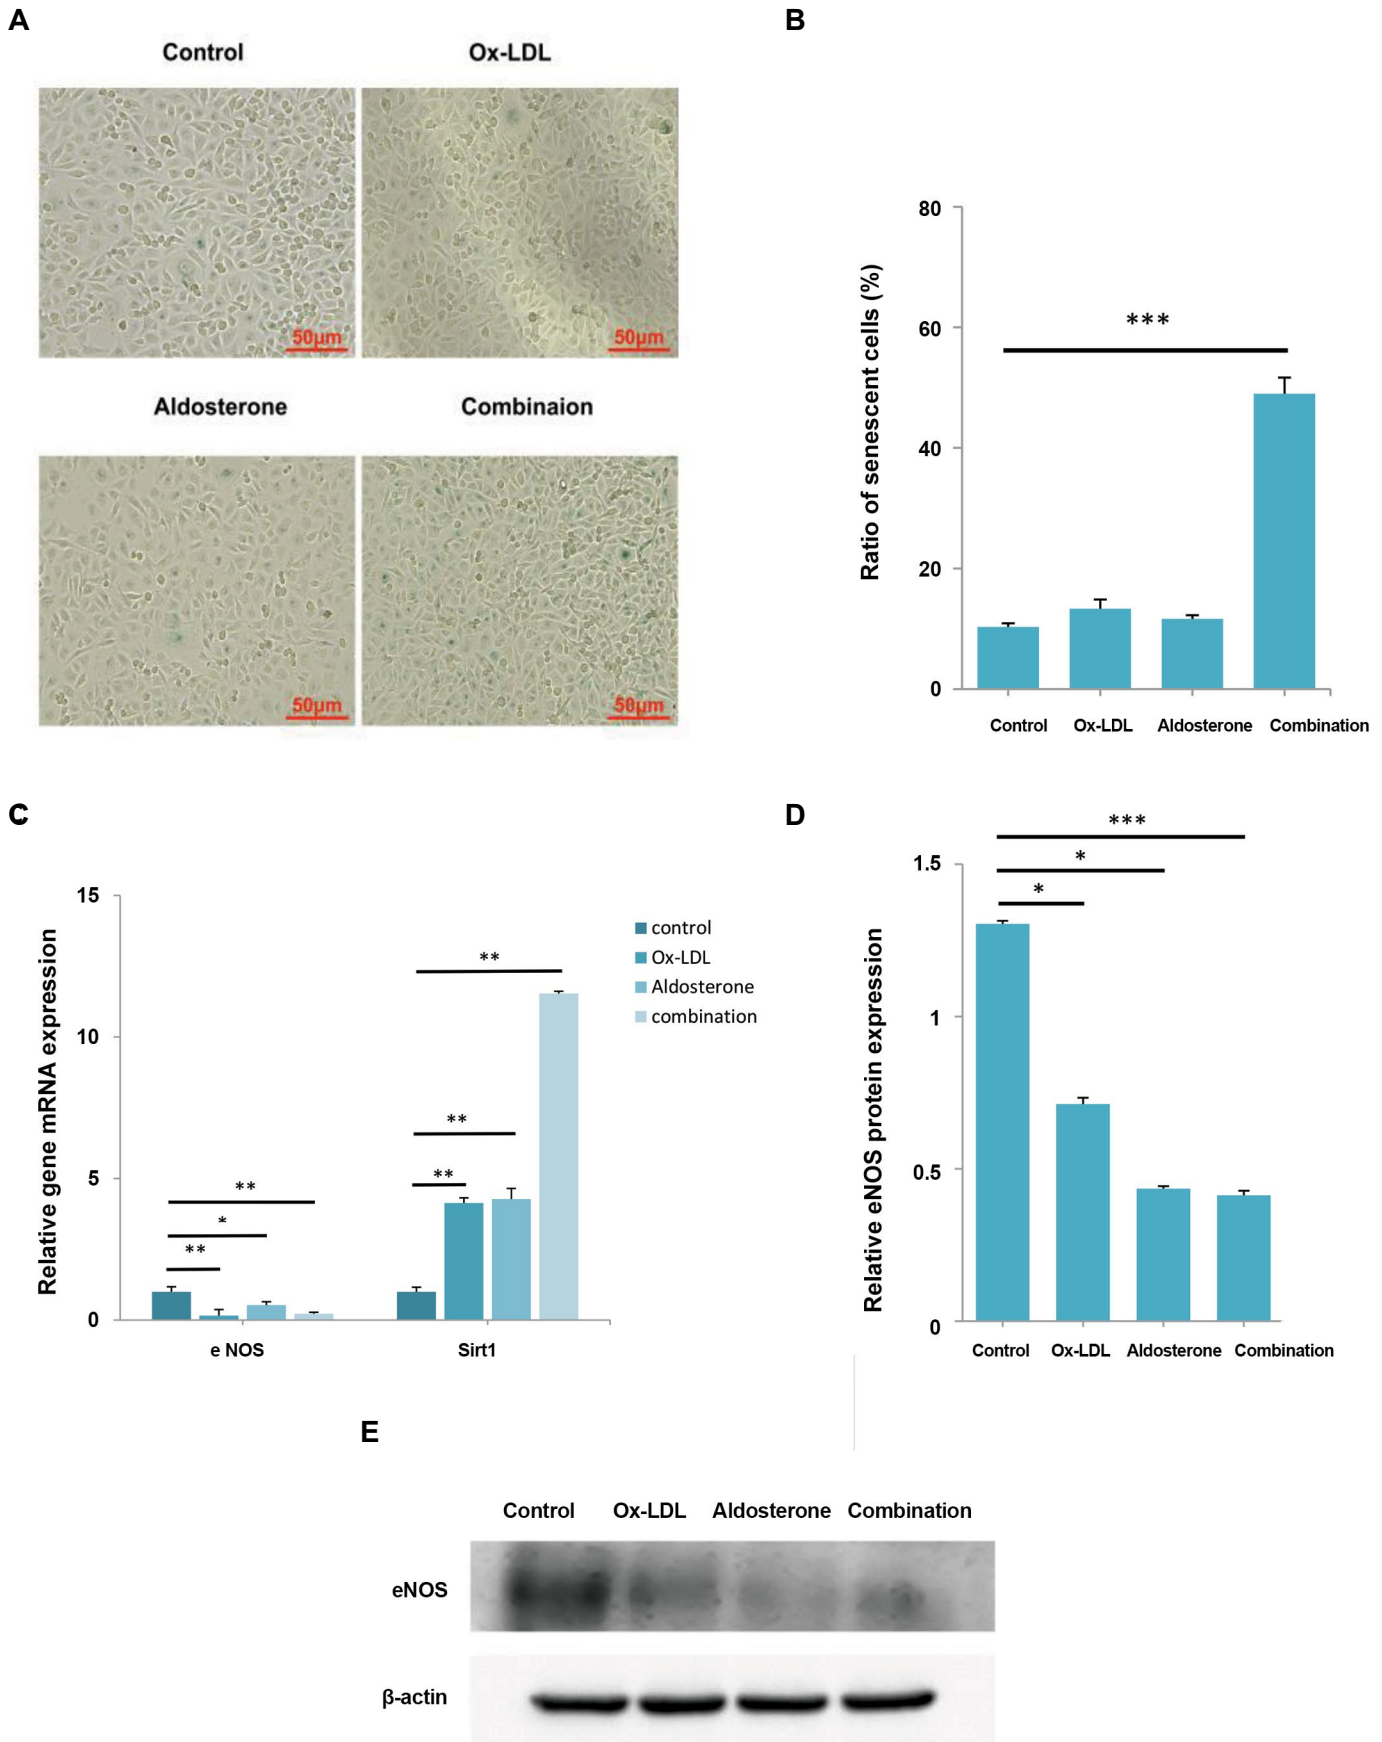 A
B
Control Ox-LDL
50µm 50µm
Aldosterone Combinaion
50µm 50µm
Ratio of senescent cells (%)
80
60
40
20
0
***
Control Ox-LDL Aldosterone Combination
C
D
Relative gene mRNA expression
15
10
5
0
**
*
**
**
**
**
e NOS Sirt1
control
Ox-LDL
Aldosterone
combination
Relative eNOS protein expression
1.5
1
0.5
0
***
*
*
Control Ox-LDL Aldosterone Combination
E
Control Ox-LDL Aldosterone Combination
eNOS
β-actin